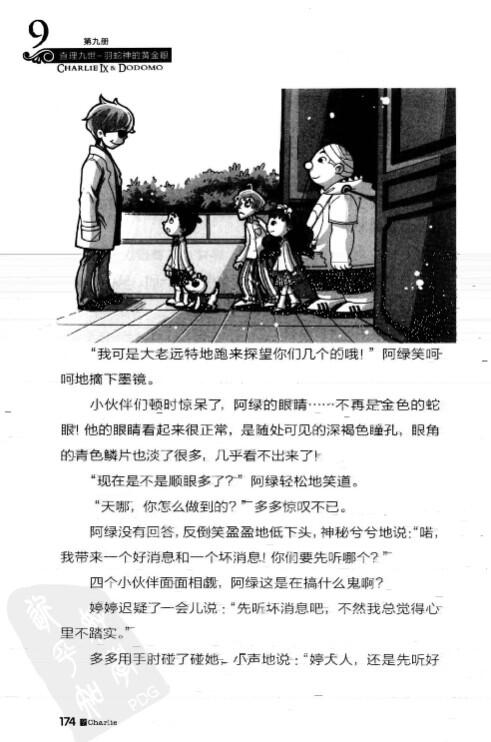 9
第九册
查理九世·羽蛇神的黄金眼
CHARLIE IX & DODOMO
“我可是大老远特地跑来探望你们几个的哦!”阿绿笑呵
呵地摘下墨镜。
小伙伴们顿时惊呆了,阿绿的眼睛……不再是金色的蛇
眼!他的眼睛看起来很正常,是随处可见的深褐色瞳孔,眼角
的青色鳞片也淡了很多,几乎看不出来了!
“现在是不是顺眼多了?”阿绿轻松地笑道。
“天哪,你怎么做到的?”多多惊叹不已。
阿绿没有回答,反倒笑盈盈地低下头,神秘兮兮地说:“喏,
我带来一个好消息和一个坏消息!你们要先听哪个?”
四个小伙伴面面相觑,阿绿这是在搞什么鬼啊?
婷婷迟疑了一会儿说:“先听坏消息吧,不然我总觉得心
里不踏实。”
多多用手肘碰了碰她,小声地说:“婷大人,还是先听好
174 Charlie
PDG